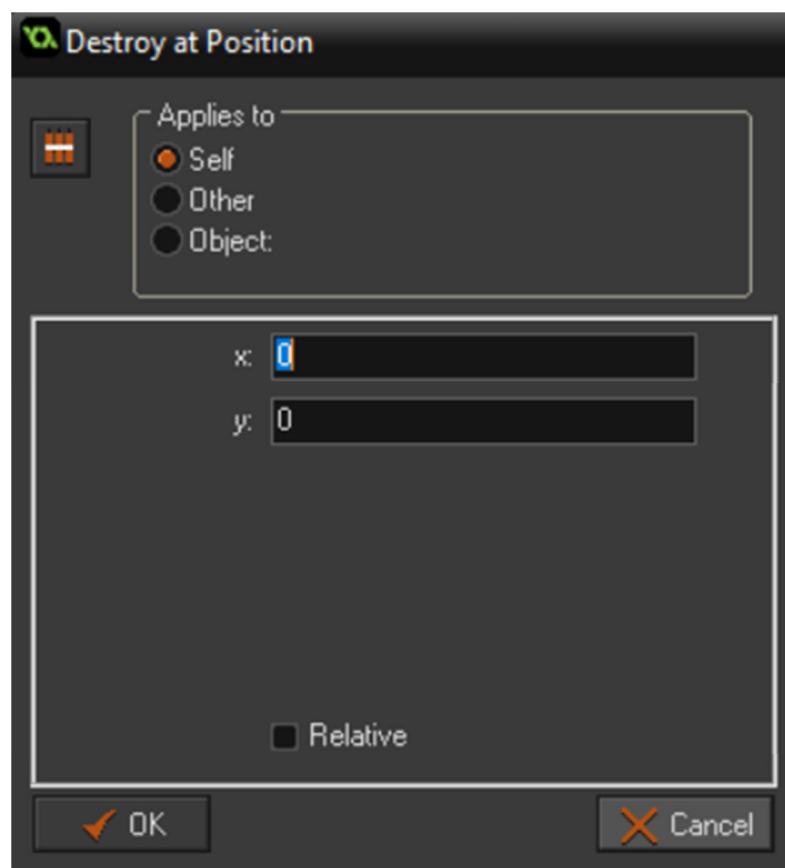 Destroy at Position
Applies to
Self
Other
Object:
x: 0
y: 0
Relative
OK
Cancel